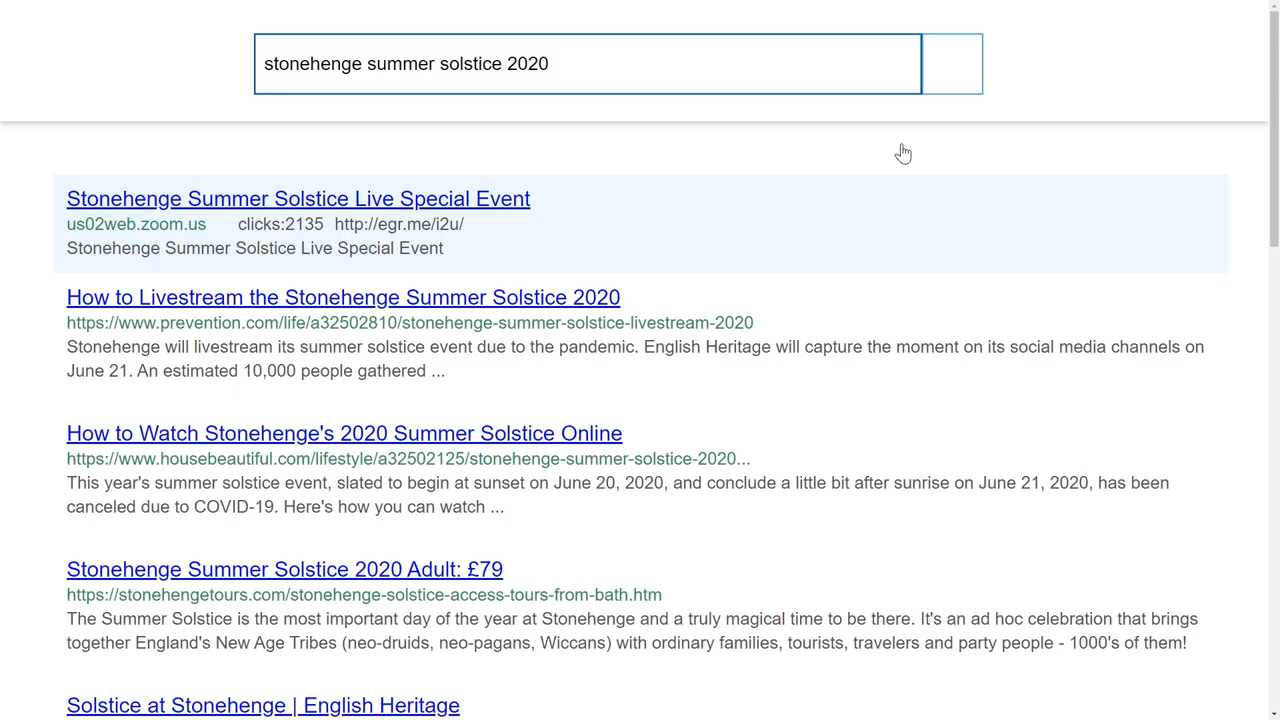 stonehenge summer solstice 2020
Stonehenge Summer Solstice Live Special Event
us02web.zoom.us clicks:2135 http://egr.me/i2u/
Stonehenge Summer Solstice Live Special Event
How to Livestream the Stonehenge Summer Solstice 2020
https://www.prevention.com/life/a32502810/stonehenge-summer-solstice-livestream-2020
Stonehenge will livestream its summer solstice event due to the pandemic. English Heritage will capture the moment on its social media channels on
June 21. An estimated 10,000 people gathered ...
How to Watch Stonehenge's 2020 Summer Solstice Online
https://www.housebeautiful.com/lifestyle/a32502125/stonehenge-summer-solstice-2020...
This year's summer solstice event, slated to begin at sunset on June 20, 2020, and conclude a little bit after sunrise on June 21, 2020, has been
canceled due to COVID-19. Here's how you can watch ...
Stonehenge Summer Solstice 2020 Adult: £79
https://stonehengetours.com/stonehenge-solstice-access-tours-from-bath.htm
The Summer Solstice is the most important day of the year at Stonehenge and a truly magical time to be there. It's an ad hoc celebration that brings
together England's New Age Tribes (neo-druids, neo-pagans, Wiccans) with ordinary families, tourists, travelers and party people - 1000's of them!
Solstice at Stonehenge | English Heritage